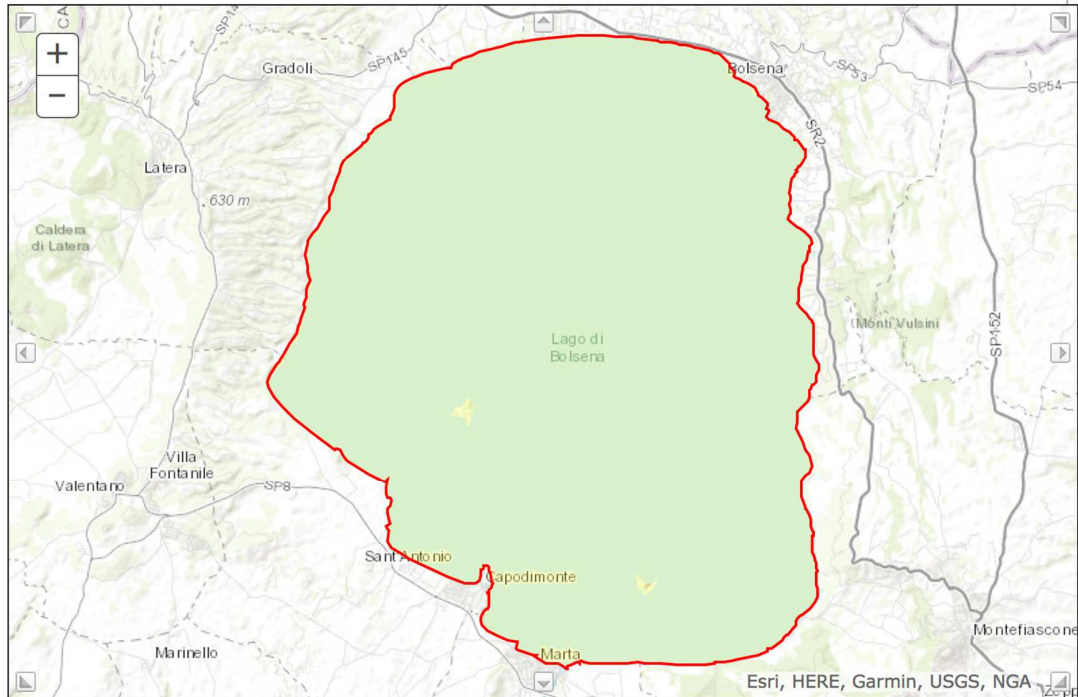 +
−
Gradoli
SP145
Bolsena
SP53
SP54
SR2
Latera
630 m
Caldera
di Latera
Monti Vulsini
Lago di
Bolsena
SP152
Villa
Fontanile
Valentano
SP8
Sant'Antonio
Capodimonte
Montefiascone
Marinello
Marta
Esri, HERE, Garmin, USGS, NGA